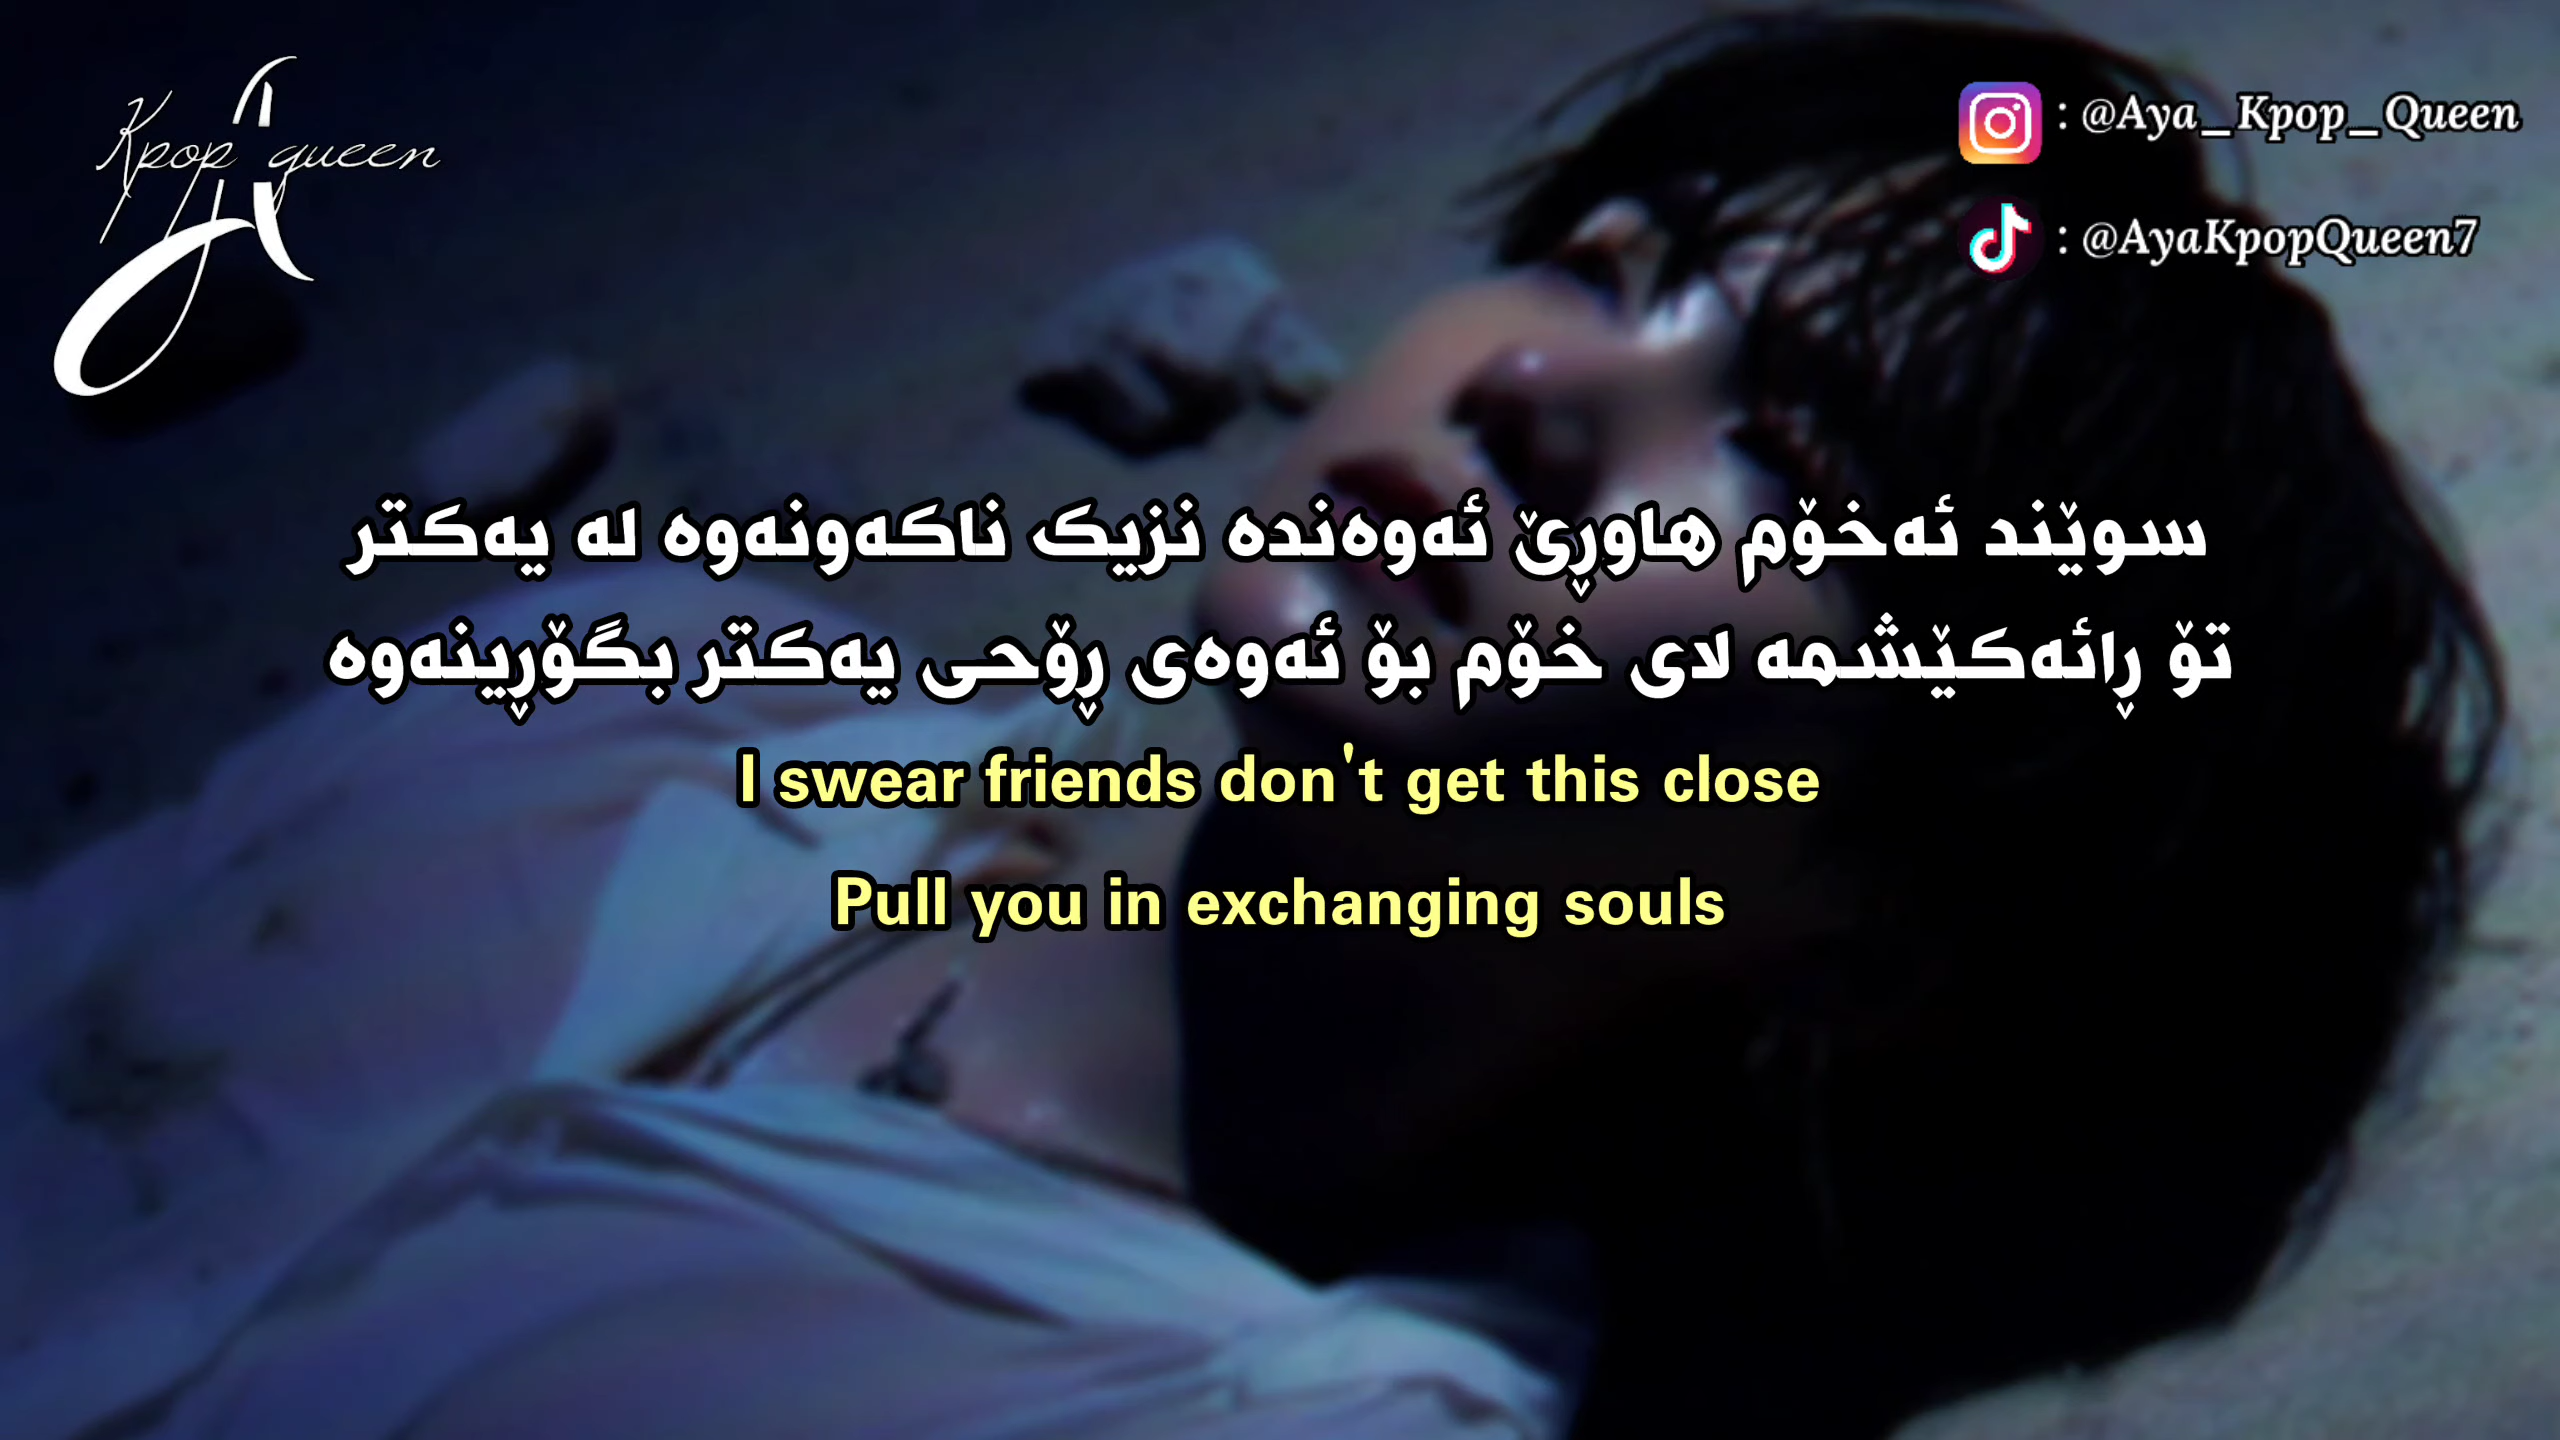 Kpop queen
A
: @Aya_Kpop_Queen
: @AyaKpopQueen7
سوێند ئەخۆم هاوڕێ ئەوەندە نزیک ناکەونەوە لە یەکتر
تۆ ڕائەکێشمە لای خۆم بۆ ئەوەی ڕۆحی یەکتر بگۆڕینەوە
I swear friends don't get this close
Pull you in exchanging souls